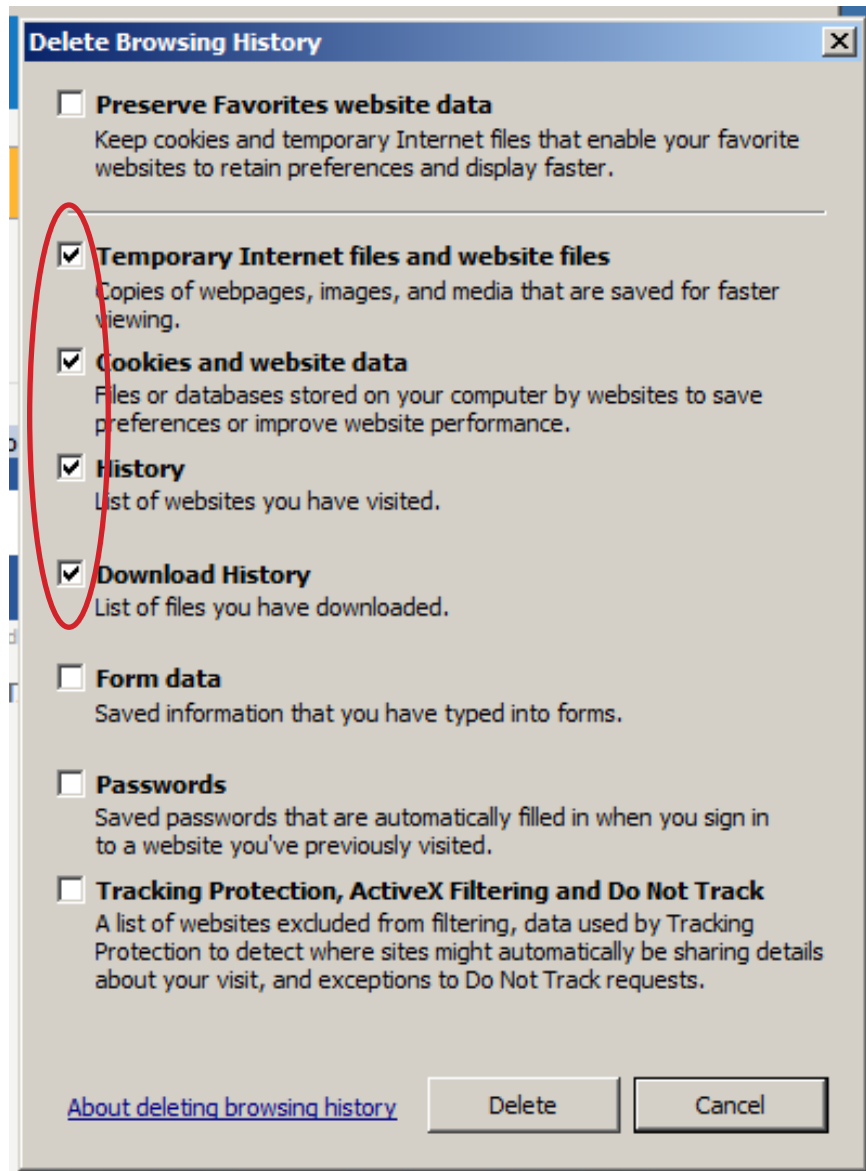 Delete Browsing History
Preserve Favorites website data
Keep cookies and temporary Internet files that enable your favorite
websites to retain preferences and display faster.
Temporary Internet files and website files
Copies of webpages, images, and media that are saved for faster
viewing.
Cookies and website data
Files or databases stored on your computer by websites to save
preferences or improve website performance.
History
List of websites you have visited.
Download History
List of files you have downloaded.
Form data
Saved information that you have typed into forms.
Passwords
Saved passwords that are automatically filled in when you sign in
to a website you've previously visited.
Tracking Protection, ActiveX Filtering and Do Not Track
A list of websites excluded from filtering, data used by Tracking
Protection to detect where sites might automatically be sharing details
about your visit, and exceptions to Do Not Track requests.
About deleting browsing history
Delete
Cancel